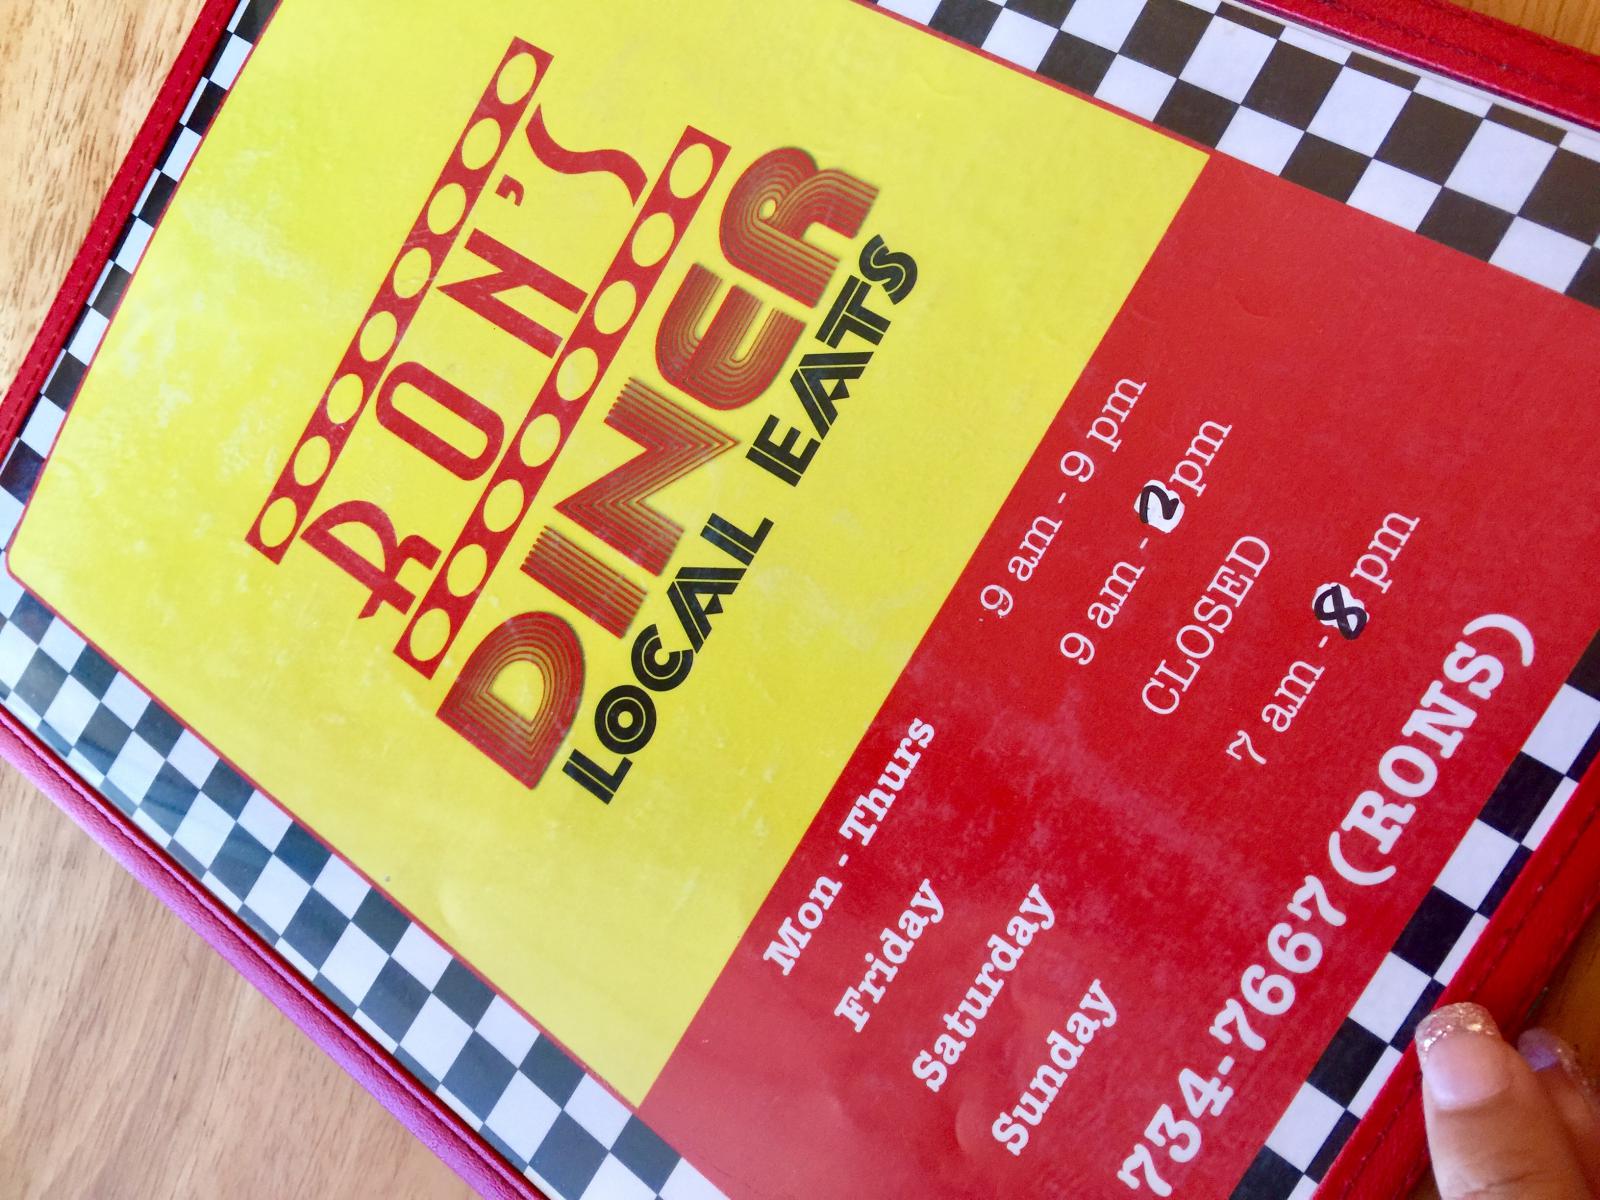 RON'S
DINER
LOCAL EATS
Mon - Thurs 9 am - 9 pm
Friday 9 am - 2 pm
Saturday CLOSED
Sunday 7 am - 8 pm
734-7667 (RONS)